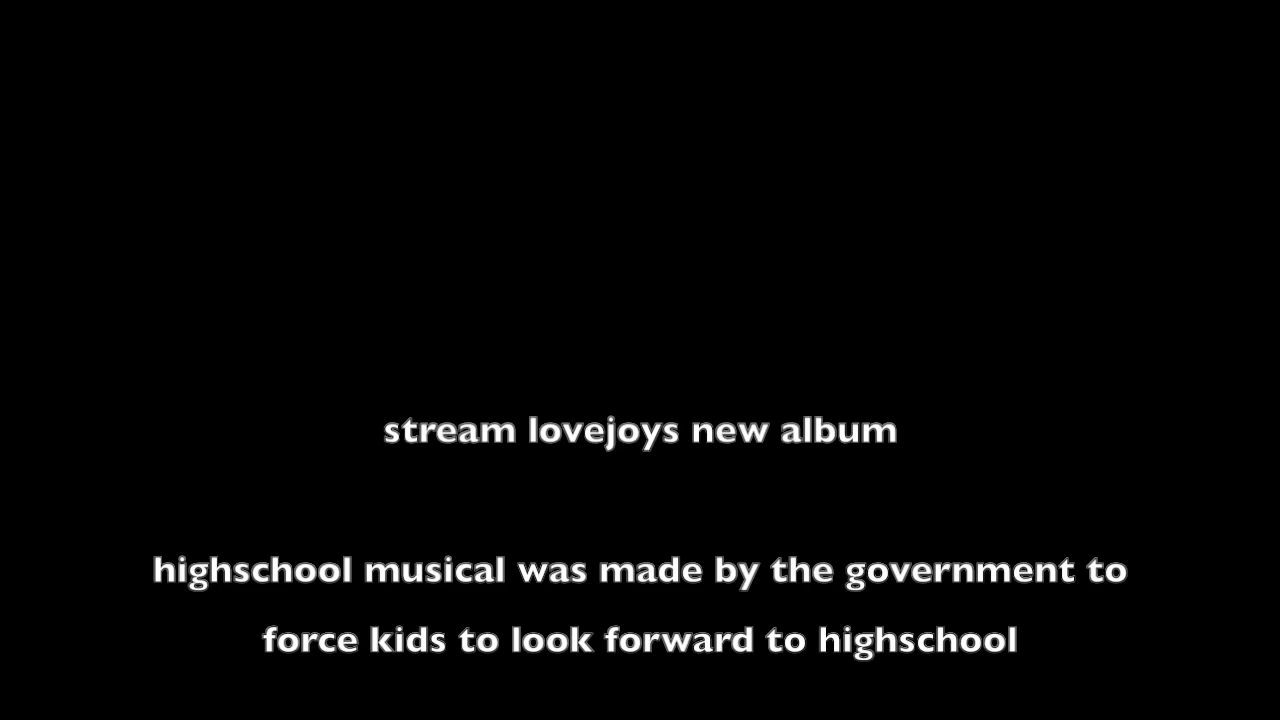 stream lovejoys new album
highschool musical was made by the government to
force kids to look forward to highschool